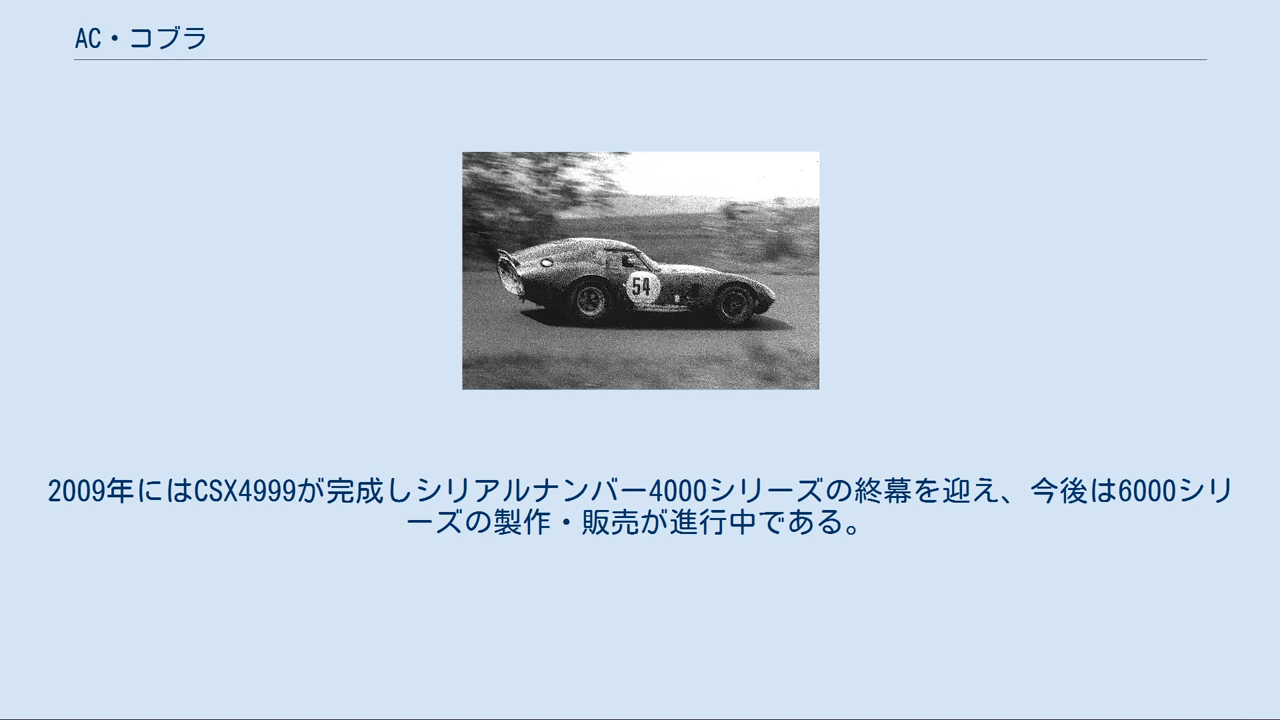 AC・コブラ
54
2009年にはCSX4999が完成しシリアルナンバー4000シリーズの終幕を迎え、今後は6000シリ
ーズの製作・販売が進行中である。